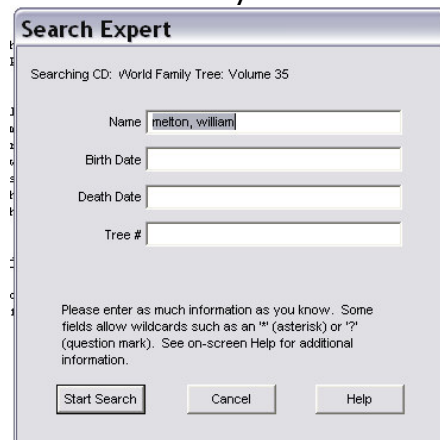 Search Expert
Searching CD: World Family Tree: Volume 35
Name melton, william
Birth Date
Death Date
Tree #
Please enter as much information as you know. Some
fields allow wildcards such as an '*' (asterisk) or '?'
(question mark). See on-screen Help for additional
information.
Start Search Cancel Help